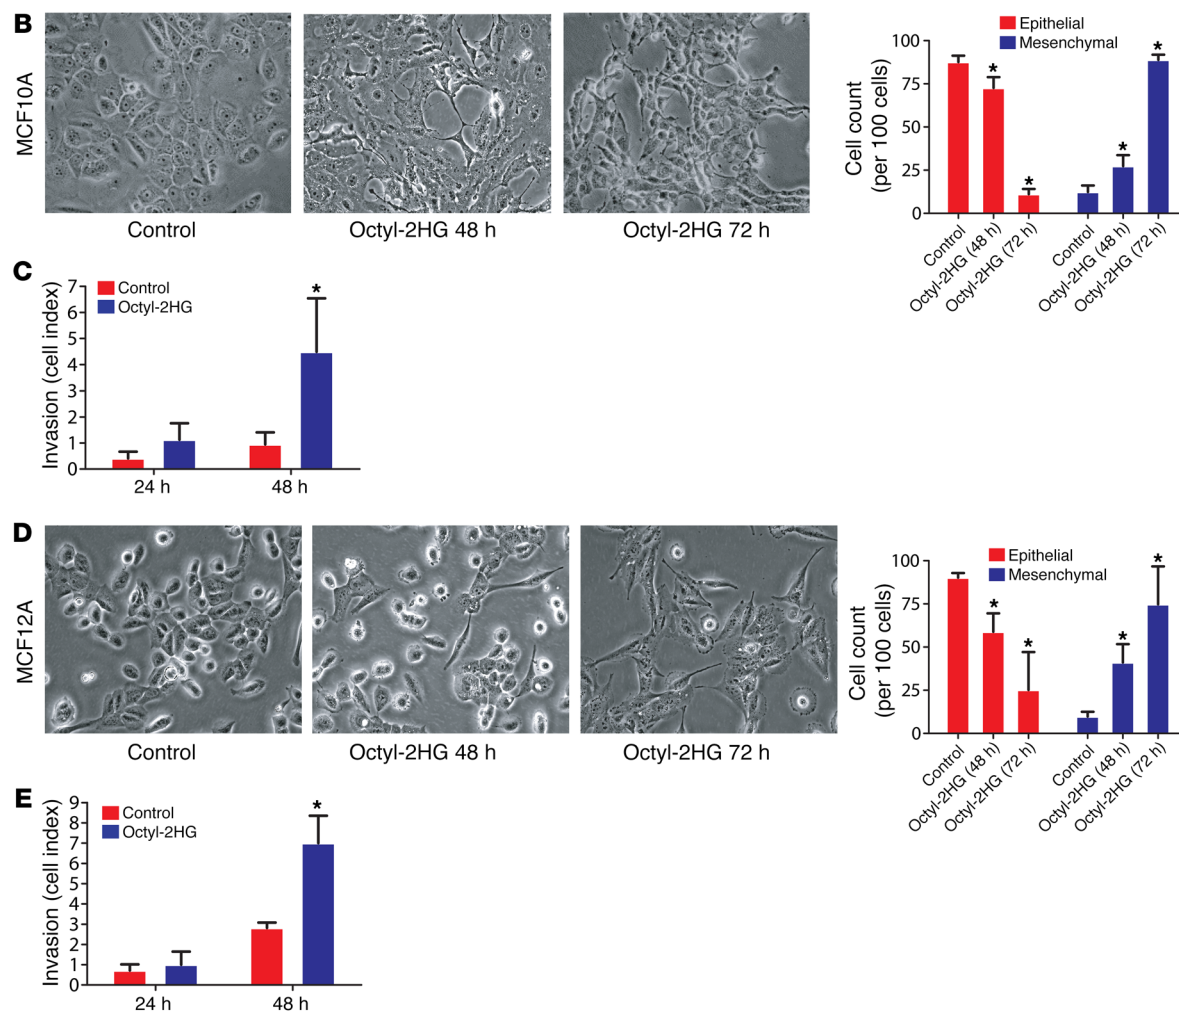 B
MCF10A
Control
Octyl-2HG 48 h
Octyl-2HG 72 h
Epithelial
Mesenchymal
Cell count
(per 100 cells)
100
75
50
25
0
*
*
*
*
Control
Octyl-2HG (48 h)
Octyl-2HG (72 h)
Control
Octyl-2HG (48 h)
Octyl-2HG (72 h)
C
Invasion (cell index)
7
6
5
4
3
2
1
0
Control
Octyl-2HG
*
24 h
48 h
D
MCF12A
Control
Octyl-2HG 48 h
Octyl-2HG 72 h
Epithelial
Mesenchymal
Cell count
(per 100 cells)
100
75
50
25
0
*
*
*
*
Control
Octyl-2HG (48 h)
Octyl-2HG (72 h)
Control
Octyl-2HG (48 h)
Octyl-2HG (72 h)
E
Invasion (cell index)
9
8
7
6
5
4
3
2
1
0
Control
Octyl-2HG
*
24 h
48 h